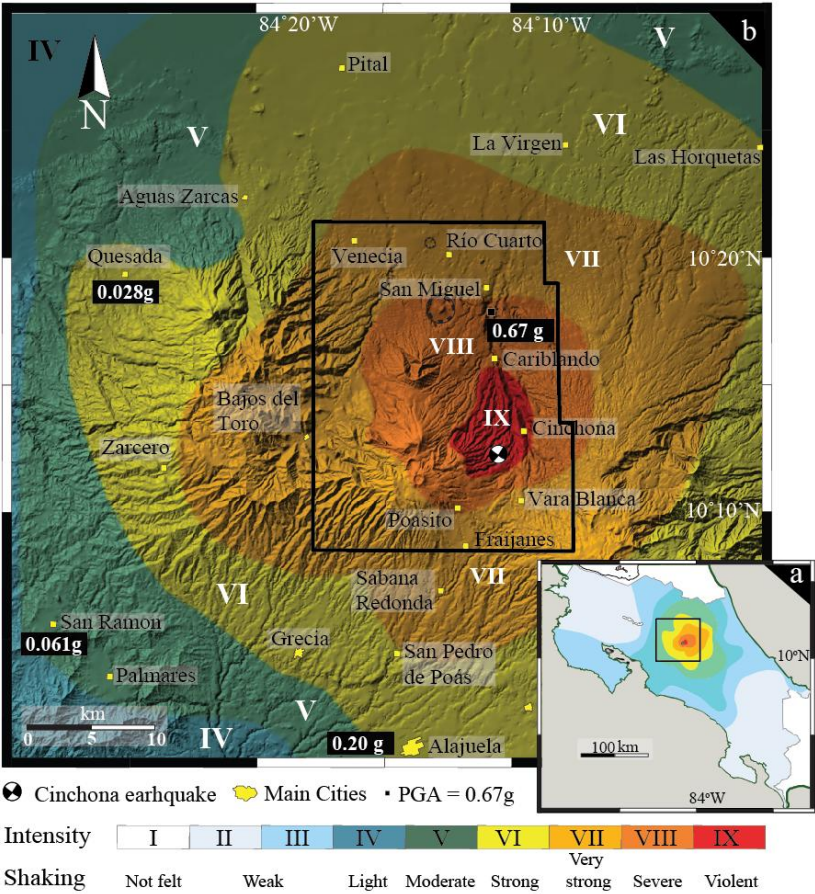 84˚20'W
84˚10'W
b
IV
V
Pital
N
VI
V
La Virgen
Las Horquetas
Aguas Zarcas
Quesada
Venecia
Río Cuarto
VII
10˚20'N
0.028g
San Miguel
0.67 g
VIII
Cariblando
Bajos del
Toro
IX
Cinchona
Zarcero
Vara Blanca
10˚10'N
Poasito
Fraijanes
VI
VII
Sabana
Redonda
San Ramon
0.061g
Grecia
San Pedro
de Poás
Palmares
km
0 5 10
IV
V
0.20 g
Alajuela
a
10ºN
100 km
84ºW
Cinchona earhquake
Main Cities
PGA = 0.67g
Intensity I II III IV V VI VII VIII IX
Shaking Not felt Weak Light Moderate Strong Very strong Severe Violent